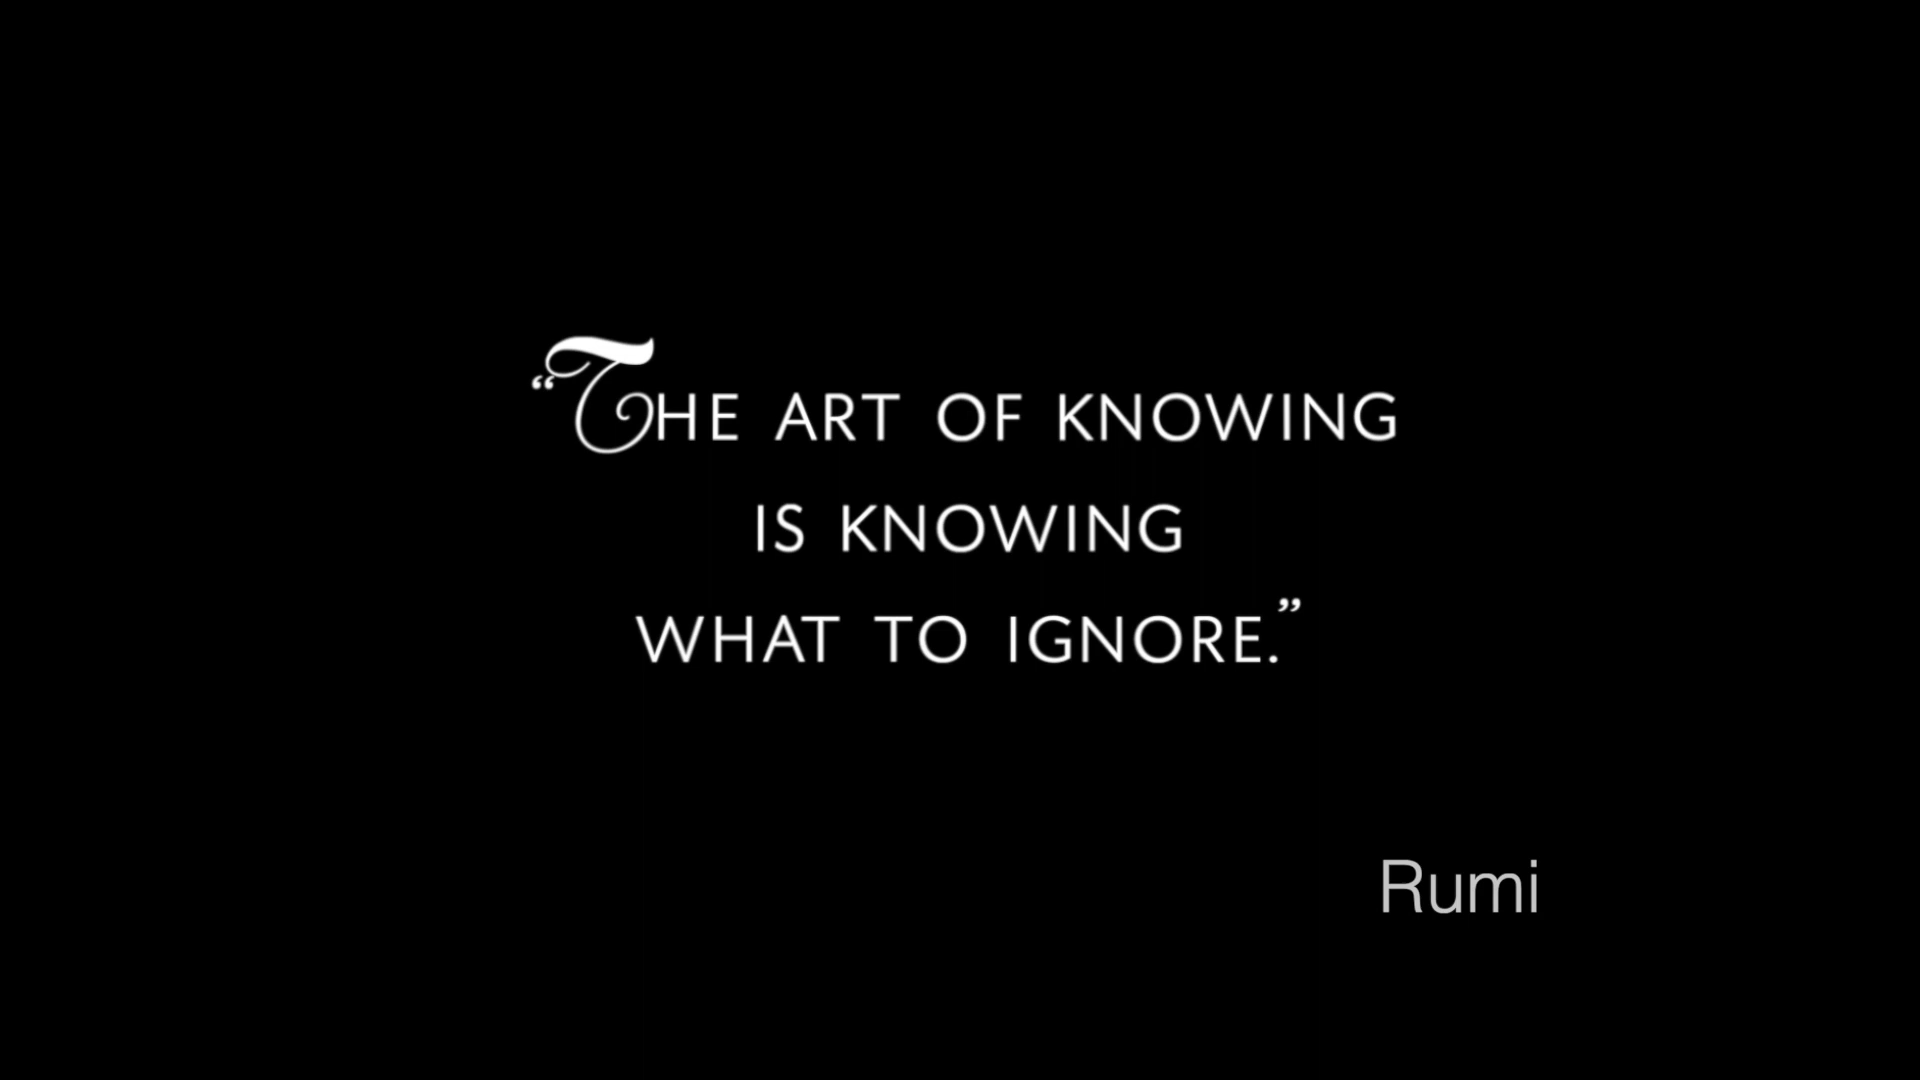 “The art of knowing
is knowing
what to ignore.”
Rumi